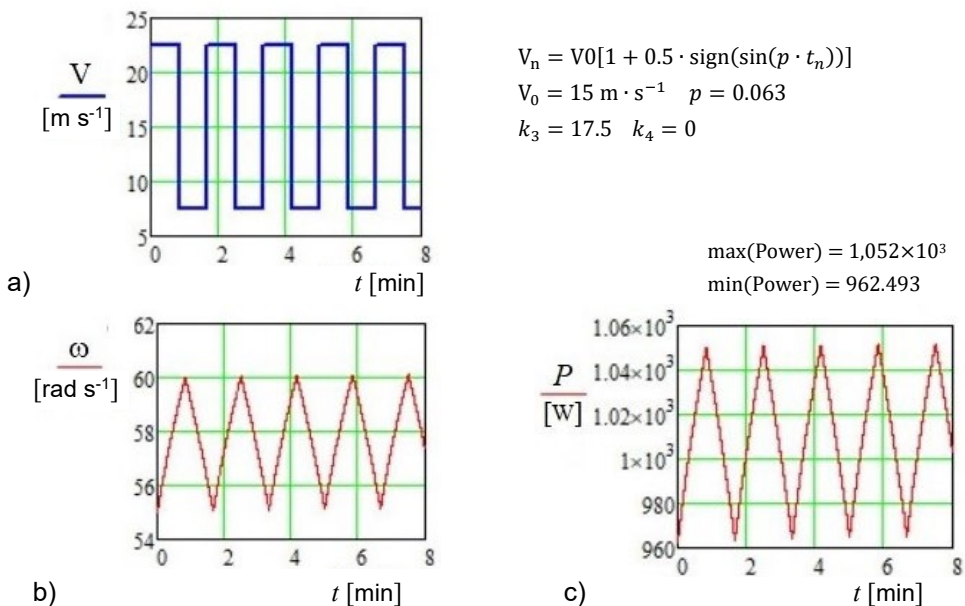 25
20
15
10
5
V
[m s⁻¹]
0 2 4 6 8
a)
t [min]
Vₙ = V0[1 + 0.5 · sign(sin(p · tₙ))]
V₀ = 15 m · s⁻¹ p = 0.063
k₃ = 17.5 k₄ = 0
max(Power) = 1,052×10³
min(Power) = 962.493
62
60
58
56
54
ω
[rad s⁻¹]
0 2 4 6 8
b)
t [min]
1.06×10³
1.04×10³
1.02×10³
1×10³
980
960
P
[W]
0 2 4 6 8
c)
t [min]